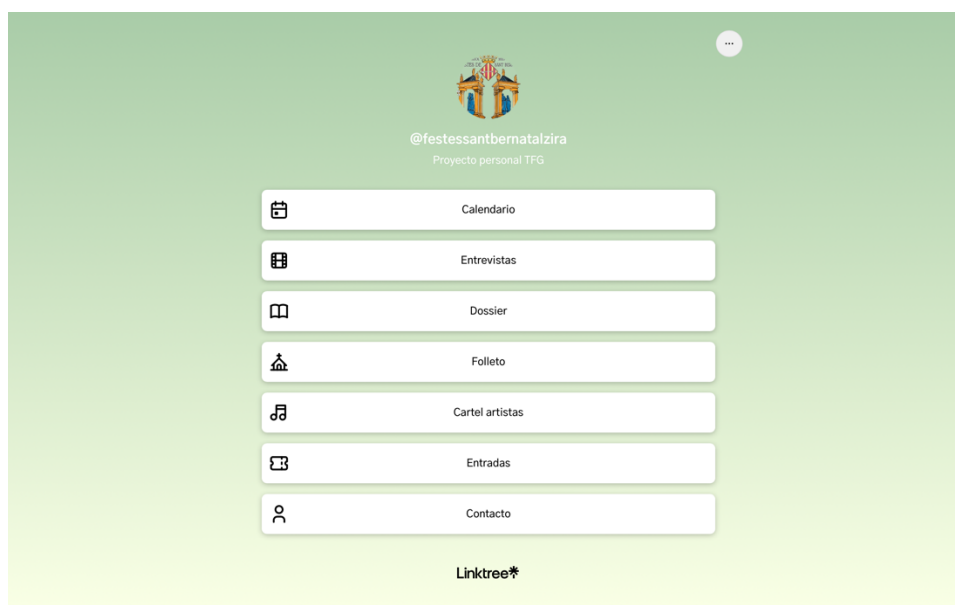 @festessantbernatalzira
Proyecto personal TFG
Calendario
Entrevistas
Dossier
Folleto
Cartel artistas
Entradas
Contacto
Linktree